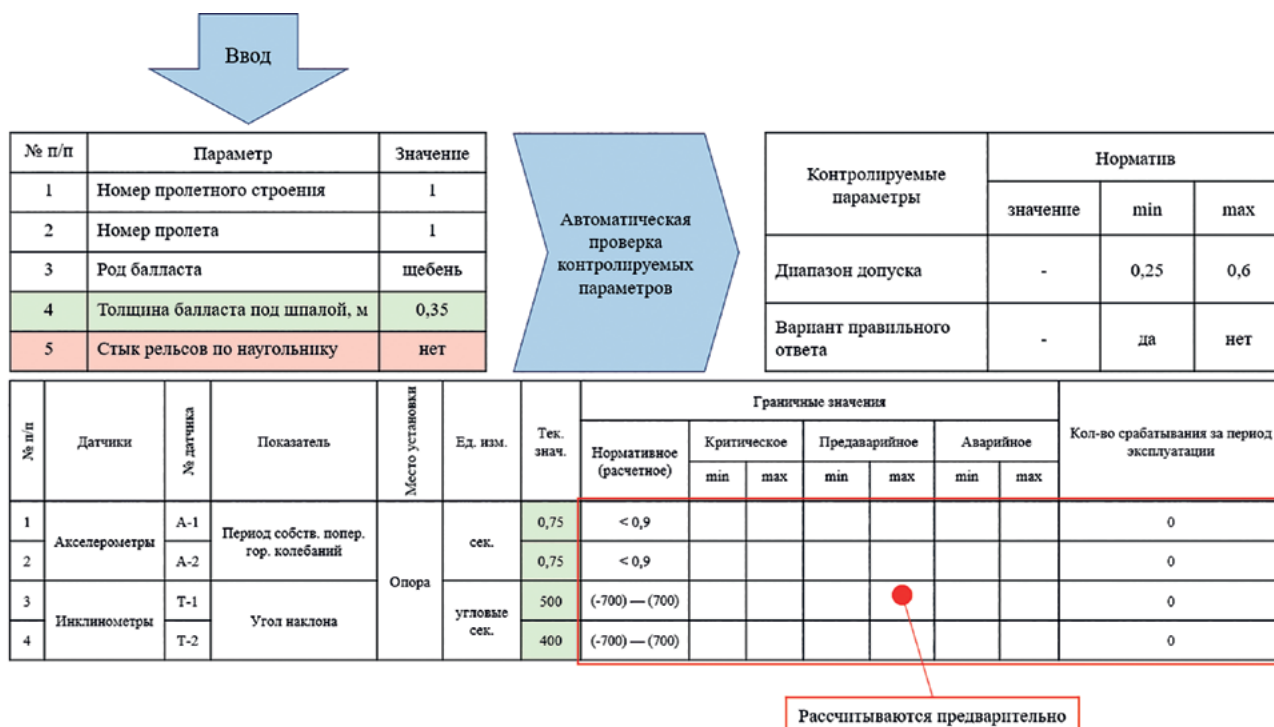 Ввод
№ п/п Параметр Значение
1 Номер пролетного строения 1
2 Номер пролета 1
3 Род балласта щебень
4 Толщина балласта под шпалой, м 0,35
5 Стык рельсов по наугольнику нет
Автоматическая
проверка
контролируемых
параметров
Контролируемые
параметры
Норматив
значение min max
Диапазон допуска - 0,25 0,6
Вариант правильного
ответа
- да нет
№ п/п
Датчики
№ датчика
Показатель
Место установки
Ед. изм.
Тек.
знач.
Граничные значения
Нормативное
(расчетное)
Критическое Предаварийное Аварийное
min max min max min max
Кол-во срабатывания за период
эксплуатации
1 А-1 0,75 < 0,9 0
Акселерометры
Период собств. попер.
гор. колебаний
сек.
2 А-2 0,75 < 0,9 0
Опора
3 Т-1 500 (-700) — (700) 0
Инклинометры
Угол наклона
угловые
сек.
4 Т-2 400 (-700) — (700) 0
Рассчитываются предварительно